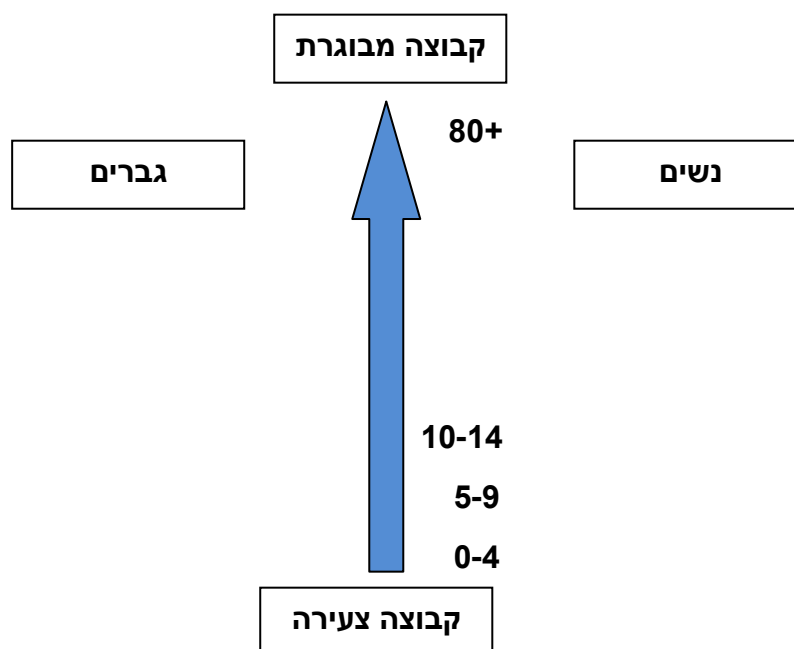 קבוצה מבוגרת
80+
גברים
נשים
10-14
5-9
0-4
קבוצה צעירה